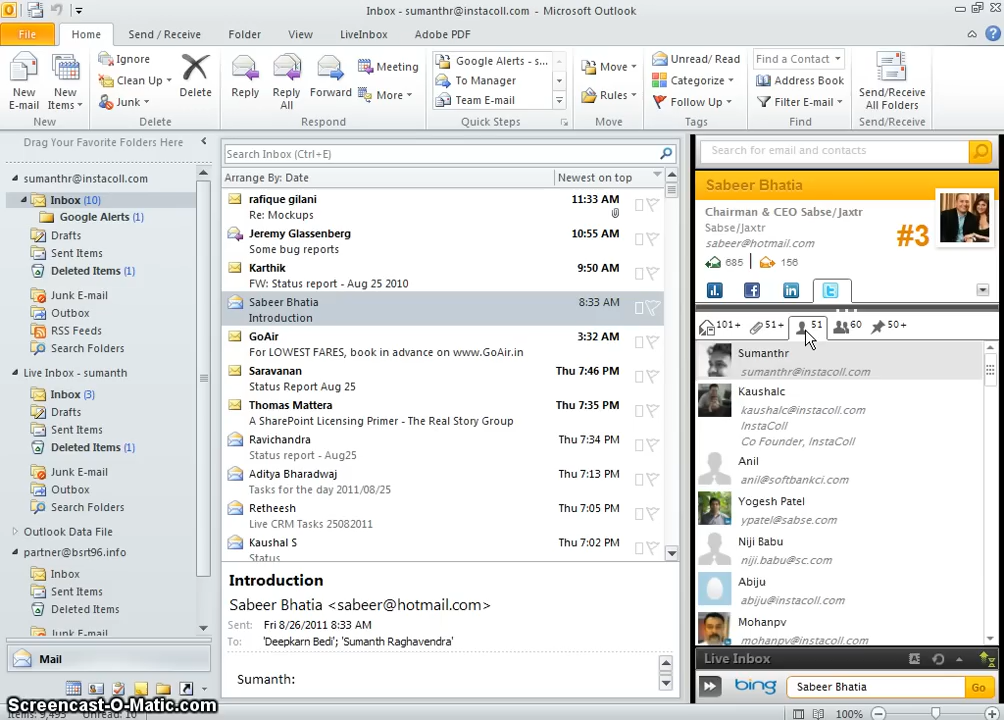 Inbox - sumanthr@instacoll.com - Microsoft Outlook
File Home Send / Receive Folder View LiveInbox Adobe PDF
New E-mail
New Items
New
Ignore
Clean Up
Junk
Delete
Delete
Reply
Reply All
Forward
Meeting
More
Respond
Google Alerts - s...
To Manager
Team E-mail
Quick Steps
Move
Rules
Move
Unread/ Read
Categorize
Follow Up
Tags
Find a Contact
Address Book
Filter E-mail
Find
Send/Receive All Folders
Send/Receive
Drag Your Favorite Folders Here
sumanthr@instacoll.com
Inbox (10)
Google Alerts (1)
Drafts
Sent Items
Deleted Items (1)
Junk E-mail
Outbox
RSS Feeds
Search Folders
Live Inbox - sumanth
Inbox (3)
Drafts
Sent Items
Deleted Items (1)
Junk E-mail
Outbox
Search Folders
Outlook Data File
partner@bsrt96.info
Inbox
Sent Items
Deleted Items
Junk E-mail
Mail
Search Inbox (Ctrl+E)
Arrange By: Date Newest on top
rafique gilani 11:33 AM
Re: Mockups
Jeremy Glassenberg 10:55 AM
Some bug reports
Karthik 9:50 AM
FW: Status report - Aug 25 2010
Sabeer Bhatia 8:33 AM
Introduction
GoAir 3:32 AM
For LOWEST FARES, book in advance on www.GoAir.in
Saravanan Thu 7:46 PM
Status Report Aug 25
Thomas Mattera Thu 7:35 PM
A SharePoint Licensing Primer - The Real Story Group
Ravichandra Thu 7:34 PM
Status report - Aug25
Aditya Bharadwaj Thu 7:13 PM
Tasks for the day 2011/08/25
Retheesh Thu 7:05 PM
Live CRM Tasks 25082011
Kaushal S Thu 7:02 PM
Status
Introduction
Sabeer Bhatia <sabeer@hotmail.com>
Sent: Fri 8/26/2011 8:33 AM
To: 'Deepkarn Bedi'; 'Sumanth Raghavendra'
Sumanth:
Search for email and contacts
Sabeer Bhatia
Chairman & CEO Sabse/Jaxtr
Sabse/Jaxtr
sabeer@hotmail.com
#3
685 156
101+ 51+ 51 60 50+
Sumanthr
sumanthr@instacoll.com
Kaushalc
kaushalc@instacoll.com
InstaColl
Co Founder, InstaColl
Anil
anil@softbankci.com
Yogesh Patel
ypatel@sabse.com
Niji Babu
niji.babu@sc.com
Abiju
abiju@instacoll.com
Mohanpv
mohanpv@instacoll.com
Live Inbox
bing Sabeer Bhatia Go
Screencast-O-Matic.com
100%